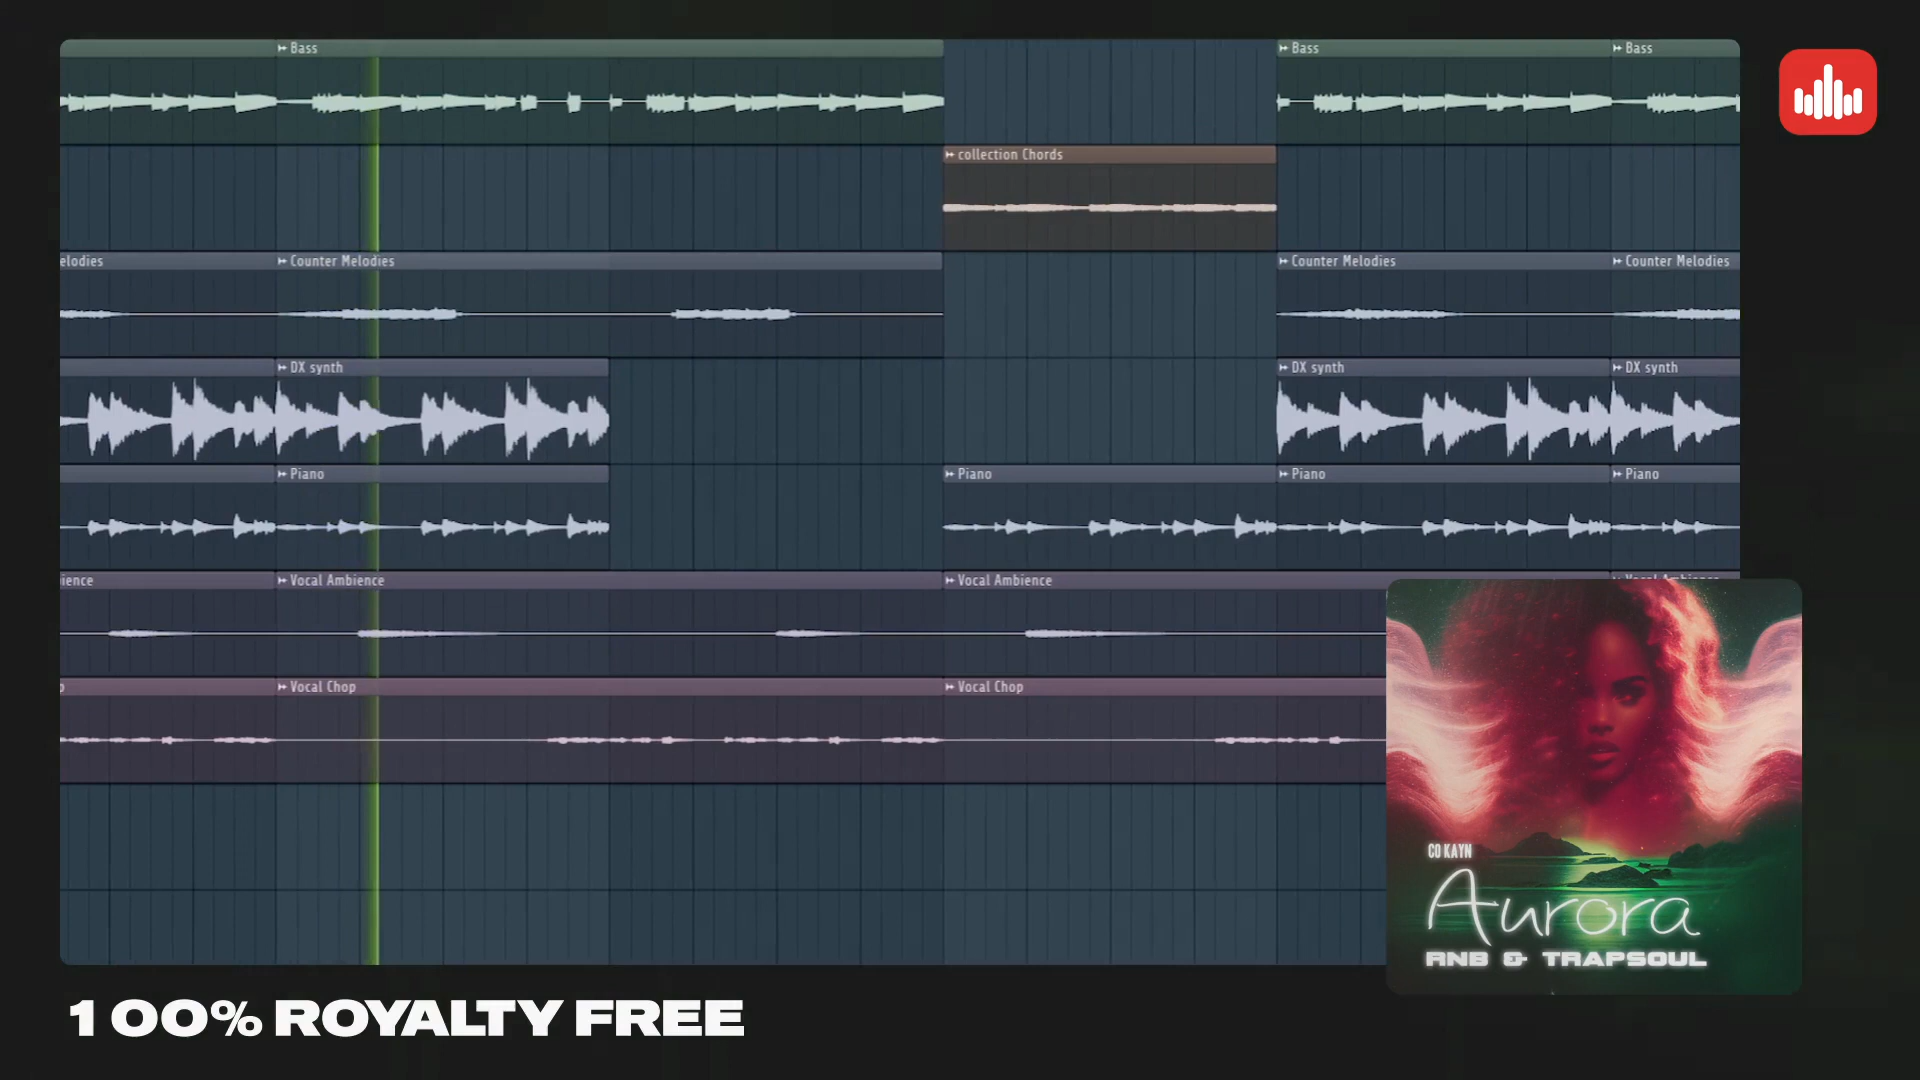 Bass
Bass
Bass
collection Chords
elodies
Counter Melodies
Counter Melodies
Counter Melodies
DX synth
DX synth
DX synth
Piano
Piano
Piano
Piano
ience
Vocal Ambience
Vocal Ambience
Vocal Ambience
Vocal Chop
Vocal Chop
CO KAYN
Aurora
RNB & TRAPSOUL
100% ROYALTY FREE